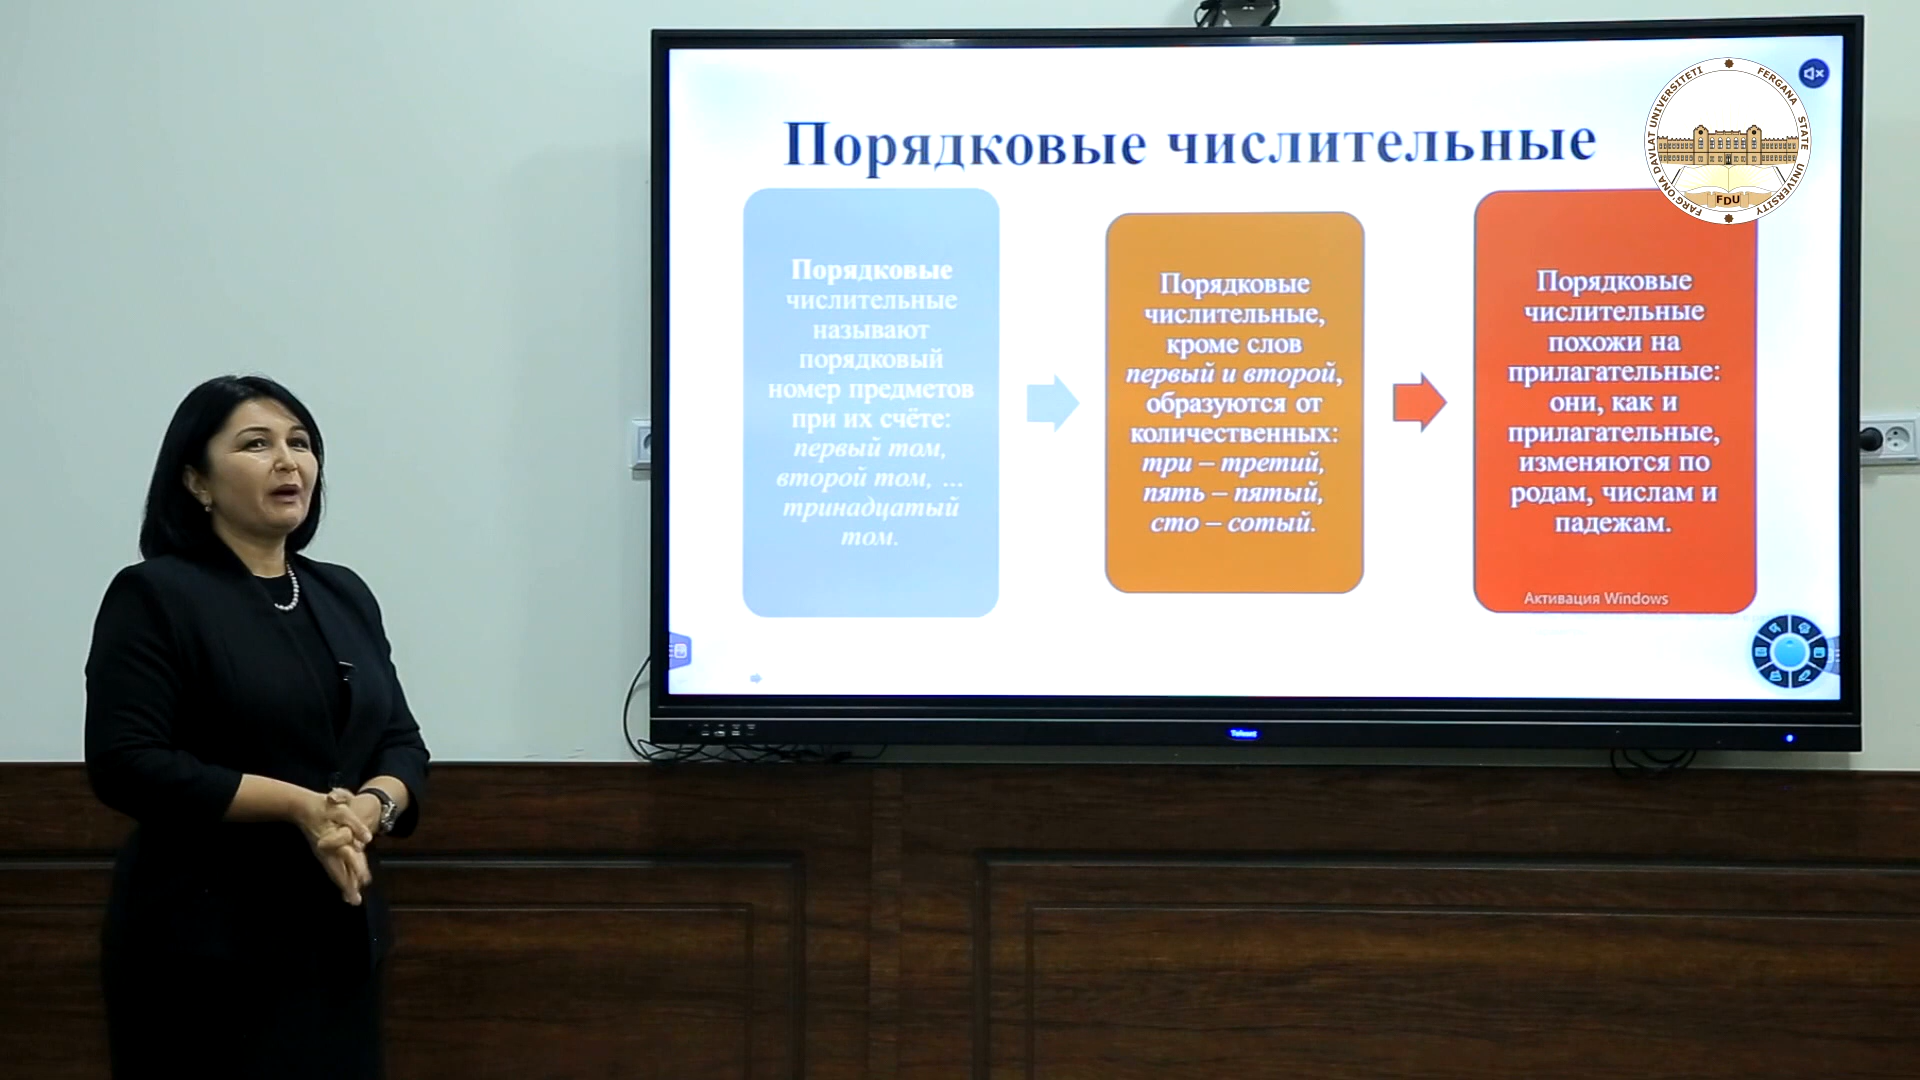 Порядковые числительные
Порядковые
числительные
называют
порядковый
номер предметов
при их счёте:
первый том,
второй том, ...
тринадцатый
том.
Порядковые
числительные,
кроме слов
первый и второй,
образуются от
количественных:
три – третий,
пять – пятый,
сто – сотый.
Порядковые
числительные
похожи на
прилагательные:
они, как и
прилагательные,
изменяются по
родам, числам и
падежам.
Активация Windows
FARG'ONA DAVLAT UNIVERSITETI
FERGANA STATE UNIVERSITY
FDU